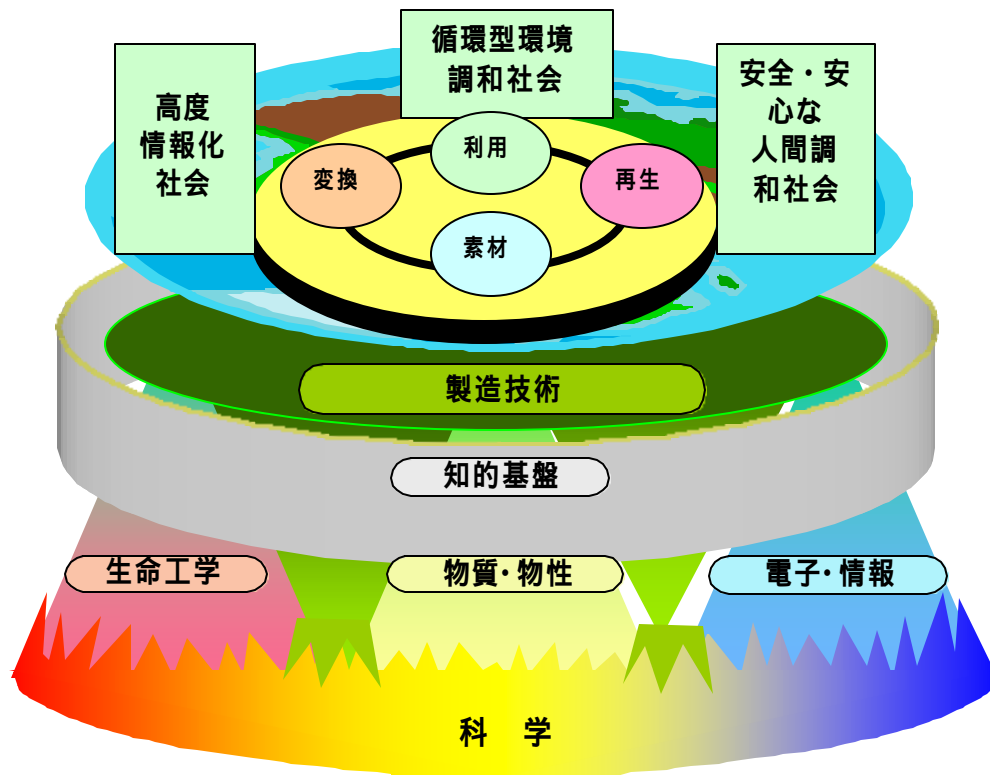 循環型環境
調和社会
高度
情報化
社会
安全・安
心な
人間調
和社会
利用
変換
再生
素材
製造技術
知的基盤
生命工学
物質・物性
電子・情報
科 学